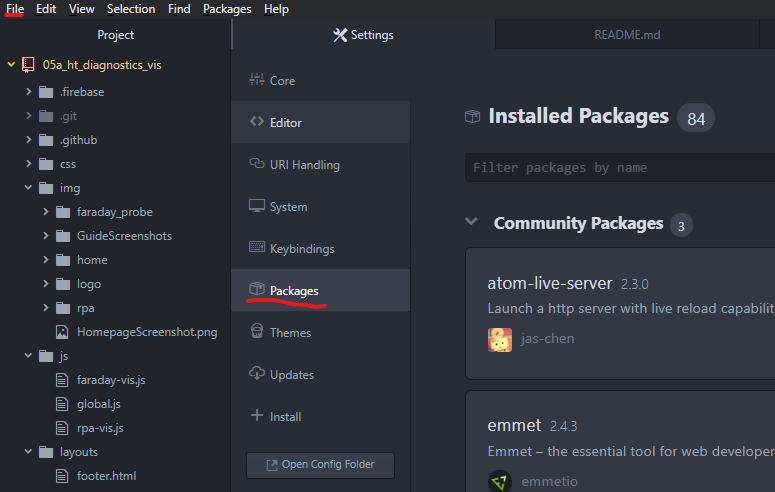 File Edit View Selection Find Packages Help
Project
Settings
README.md
05a_ht_diagnostics_vis
.firebase
.git
.github
css
img
faraday_probe
GuideScreenshots
home
logo
rpa
HomepageScreenshot.png
js
faraday-vis.js
global.js
rpa-vis.js
layouts
footer.html
Core
Editor
URI Handling
System
Keybindings
Packages
Themes
Updates
Install
Open Config Folder
Installed Packages 84
Filter packages by name
Community Packages 3
atom-live-server 2.3.0
Launch a http server with live reload capability
jas-chen
emmet 2.4.3
Emmet – the essential tool for web developer
emmetio